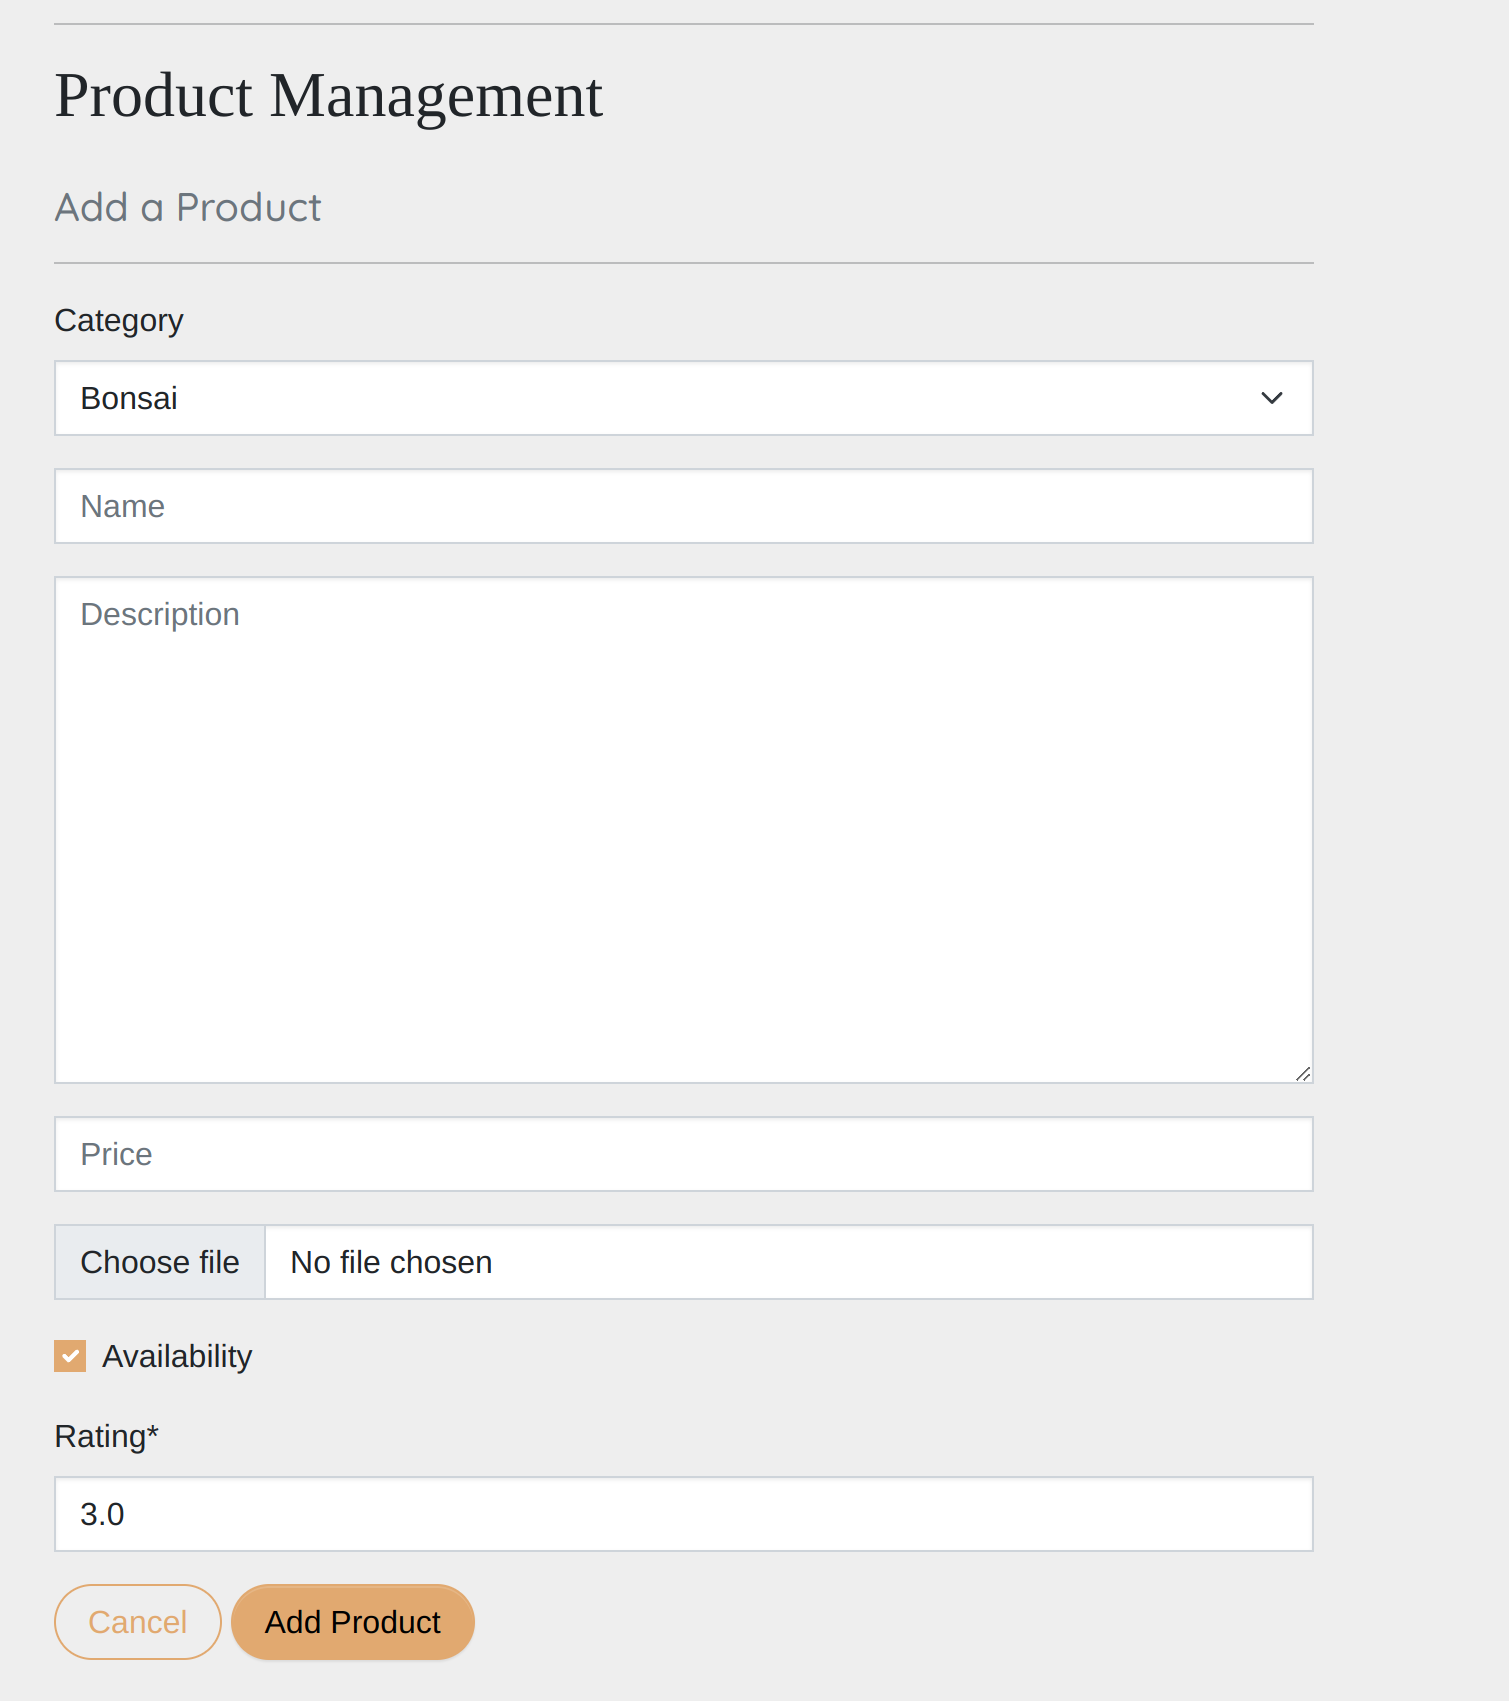 Product Management
Add a Product
Category
Bonsai
Name
Description
Price
Choose file No file chosen
Availability
Rating*
3.0
Cancel Add Product